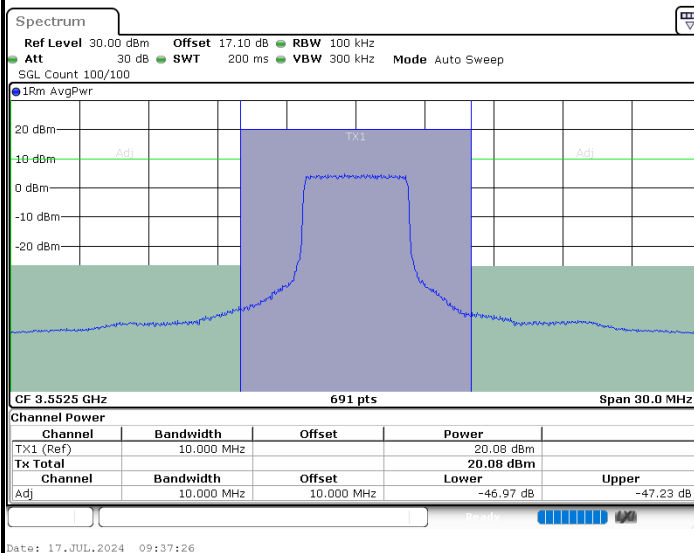 Spectrum
Ref Level 30.00 dBm Offset 17.10 dB RBW 100 kHz
Att 30 dB SWT 200 ms VBW 300 kHz Mode Auto Sweep
SGL Count 100/100
1Rm AvgPwr
TX1
20 dBm
Adj
Adj
10 dBm
0 dBm
-10 dBm
-20 dBm
CF 3.5525 GHz 691 pts Span 30.0 MHz
Channel Power
Channel Bandwidth Offset Power
TX1 (Ref) 10.000 MHz 20.08 dBm
Tx Total 20.08 dBm
Channel Bandwidth Offset Lower Upper
Adj 10.000 MHz 10.000 MHz -46.97 dB -47.23 dB
Ready
Date: 17.JUL.2024 09:37:26